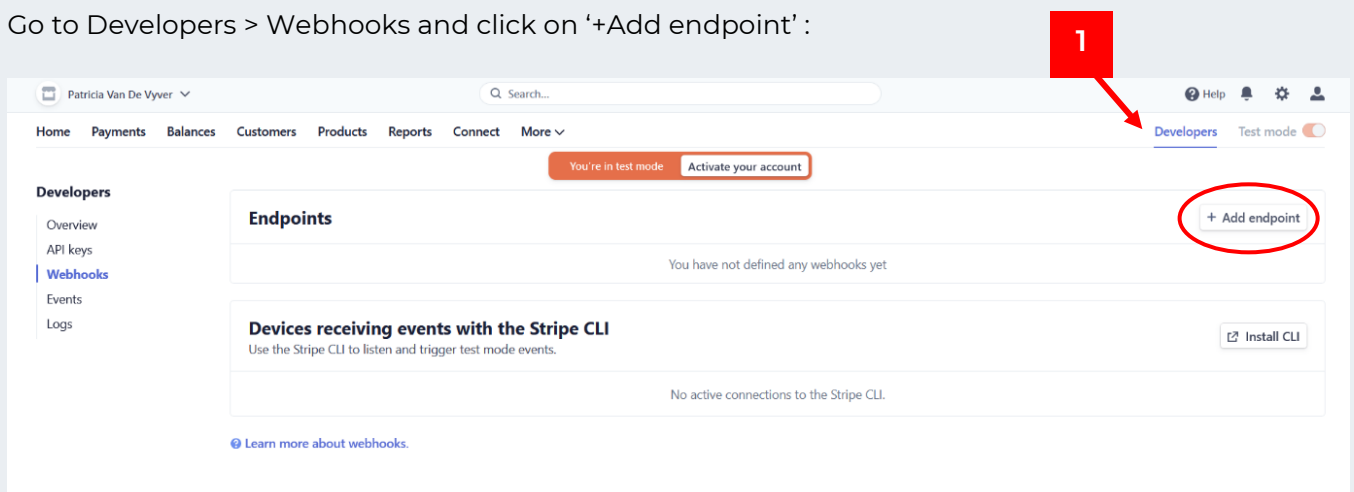 Go to Developers > Webhooks and click on ‘+Add endpoint’ :
1
Patricia Van De Vyver
Search...
Help
Home Payments Balances Customers Products Reports Connect More
Developers Test mode
You're in test mode Activate your account
Developers
Overview
API keys
Webhooks
Events
Logs
Endpoints
+ Add endpoint
You have not defined any webhooks yet
Devices receiving events with the Stripe CLI
Use the Stripe CLI to listen and trigger test mode events.
Install CLI
No active connections to the Stripe CLI.
Learn more about webhooks.